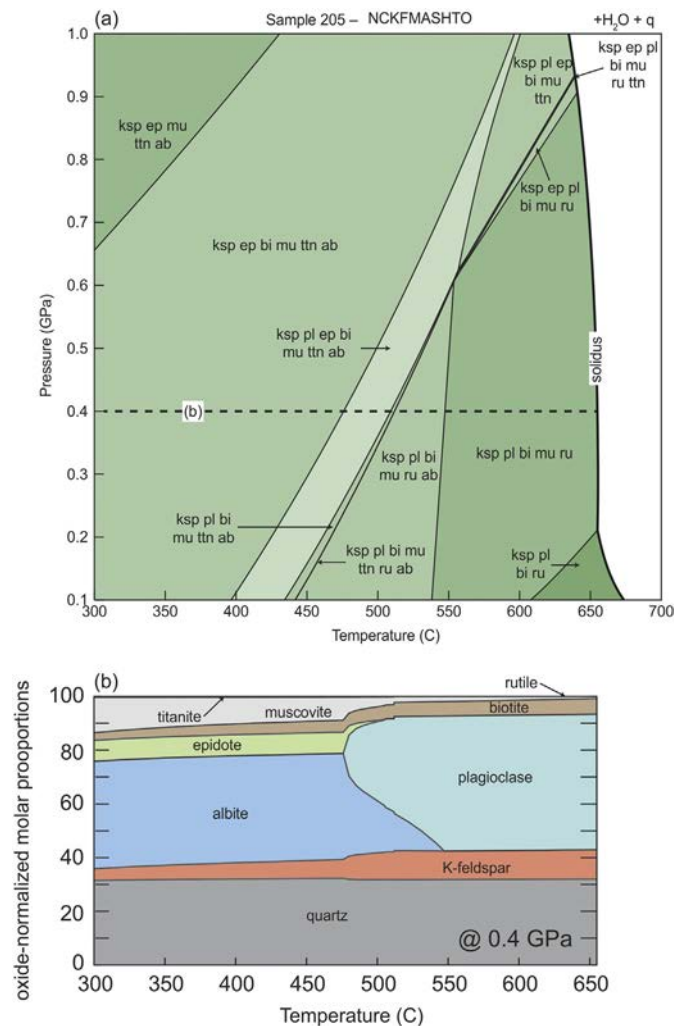 (a)
Sample 205 – NCKFMASHTO
+H₂O + q
ksp ep pl
bi mu
ru ttn
ksp pl ep
bi mu
ttn
ksp ep mu
ttn ab
ksp ep pl
bi mu ru
ksp ep bi mu ttn ab
ksp pl ep bi
mu ttn ab
solidus
(b)
ksp pl bi
mu ru ab
ksp pl bi mu ru
ksp pl bi
mu ttn ab
ksp pl bi mu
ttn ru ab
ksp pl
bi ru
Pressure (GPa)
1.0
0.9
0.8
0.7
0.6
0.5
0.4
0.3
0.2
0.1
300
350
400
450
500
550
600
650
700
Temperature (C)
(b)
rutile
titanite
muscovite
biotite
epidote
plagioclase
albite
K-feldspar
quartz
@ 0.4 GPa
oxide-normalized molar prooportions
100
80
60
40
20
0
300
350
400
450
500
550
600
650
Temperature (C)